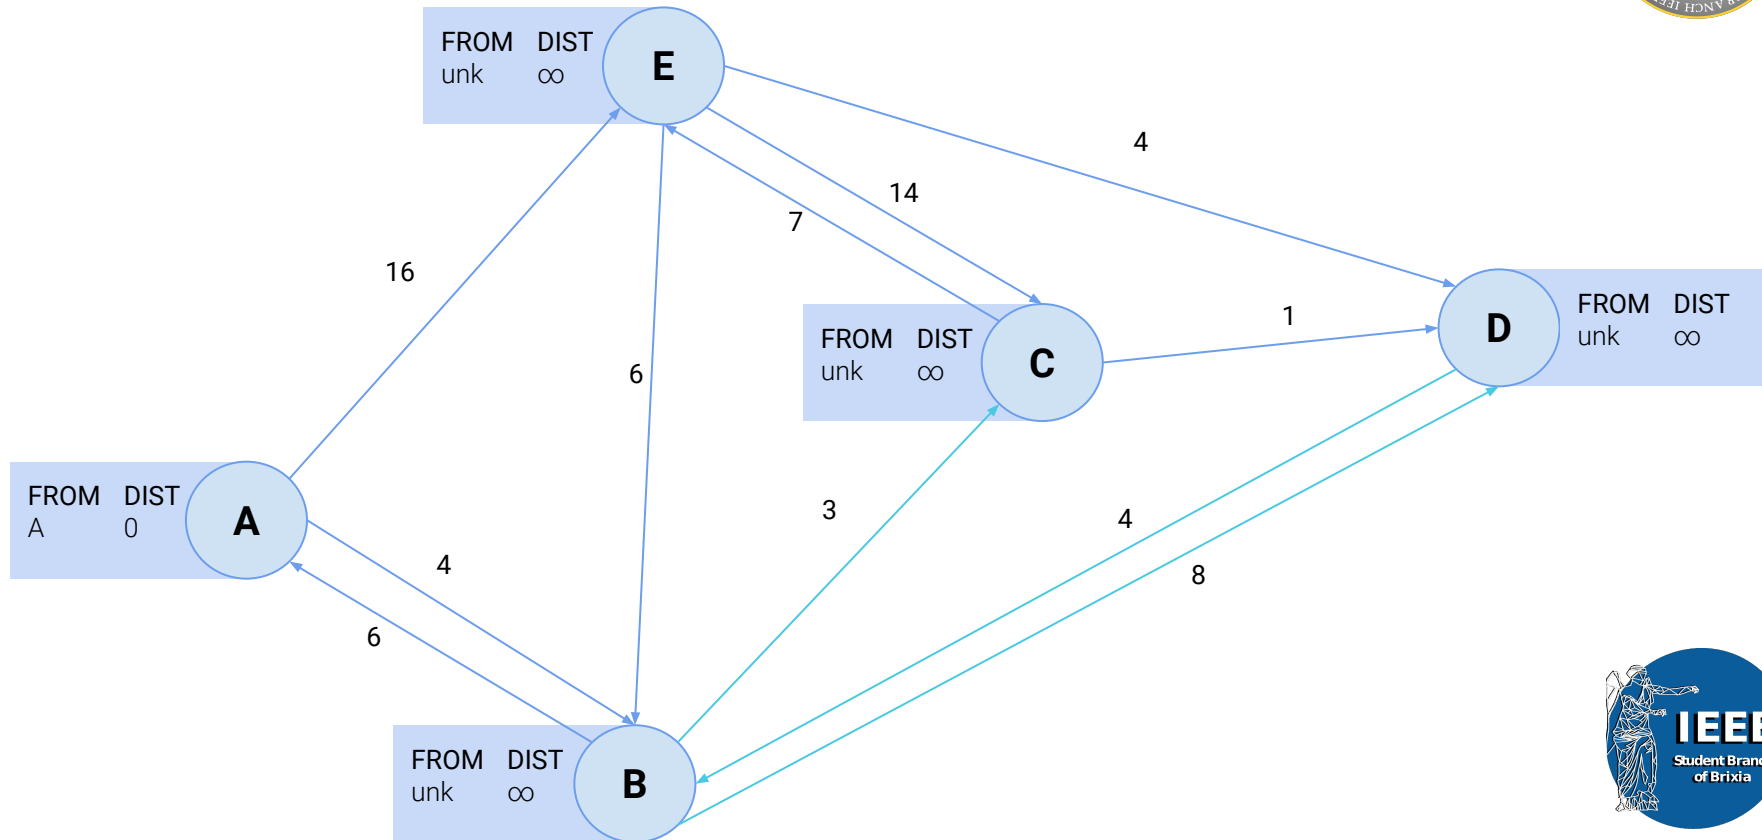 FROM DIST
unk ∞
E
4
14
7
16
FROM DIST
unk ∞
D
1
FROM DIST
unk ∞
C
6
FROM DIST
A 0
A
3
4
8
4
6
FROM DIST
unk ∞
B
IEEE
Student Branc
of Brixia